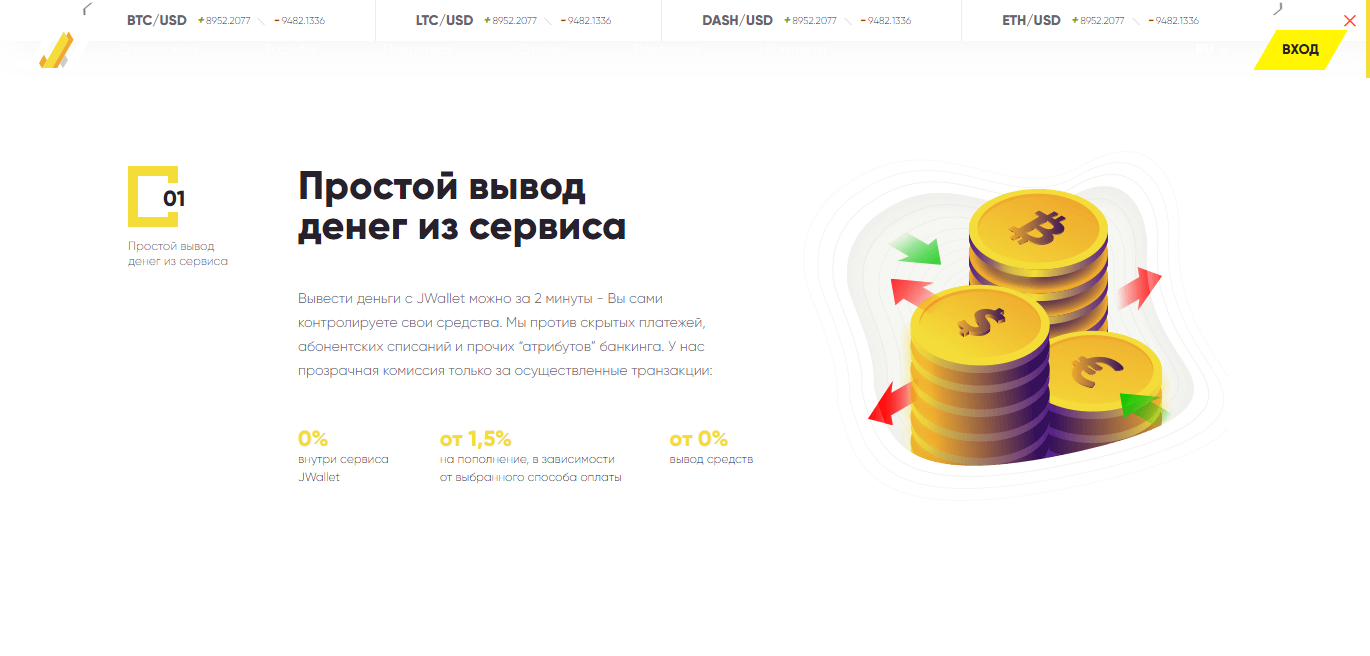 BTC/USD +8952.2077 -9482.1336 LTC/USD +8952.2077 -9482.1336 DASH/USD +8952.2077 -9482.1336 ETH/USD +8952.2077 -9482.1336
ВХОД
01
Простой вывод
денег из сервиса
Простой вывод
денег из сервиса
Вывести деньги с JWallet можно за 2 минуты - Вы сами
контролируете свои средства. Мы против скрытых платежей,
абонентских списаний и прочих “атрибутов” банкинга. У нас
прозрачная комиссия только за осуществленные транзакции:
0%
внутри сервиса
JWallet
от 1,5%
на пополнение, в зависимости
от выбранного способа оплаты
от 0%
вывод средств